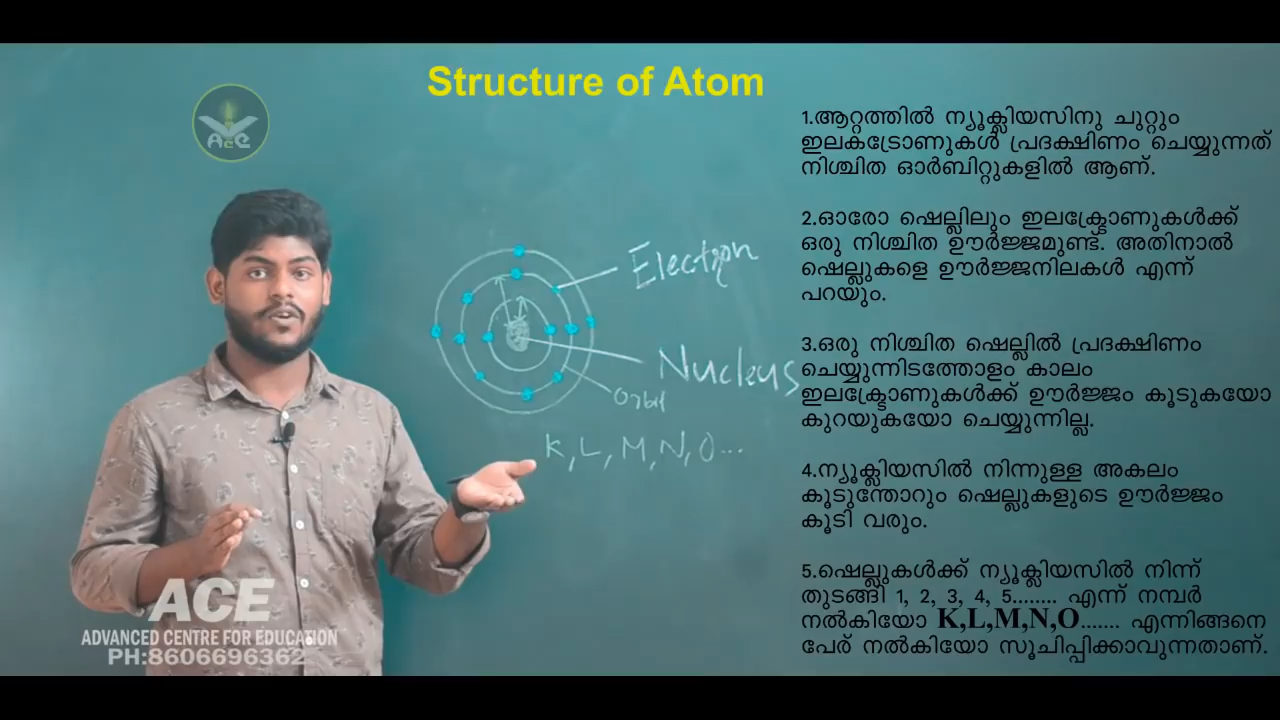 Structure of Atom
AcE
1.ആറ്റത്തിൽ ന്യൂക്ലിയസിനു ചുറ്റും
ഇലകട്രോണുകൾ പ്രദക്ഷിണം ചെയ്യുന്നത്
നിശ്ചിത ഓർബിറ്റുകളിൽ ആണ്.
2.ഓരോ ഷെല്ലിലും ഇലക്ട്രോണുകൾക്ക്
ഒരു നിശ്ചിത ഊർജ്ജമുണ്ട്. അതിനാൽ
ഷെല്ലുകളെ ഊർജ്ജനിലകൾ എന്ന്
പറയും.
3.ഒരു നിശ്ചിത ഷെല്ലിൽ പ്രദക്ഷിണം
ചെയ്യുന്നിടത്തോളം കാലം
ഇലക്ട്രോണുകൾക്ക് ഊർജ്ജം കൂടുകയോ
കുറയുകയോ ചെയ്യുന്നില്ല.
4.ന്യൂക്ലിയസിൽ നിന്നുള്ള അകലം
കൂടുന്തോറും ഷെല്ലുകളുടെ ഊർജ്ജം
കൂടി വരും.
5.ഷെല്ലുകൾക്ക് ന്യൂക്ലിയസിൽ നിന്ന്
തുടങ്ങി 1, 2, 3, 4, 5........ എന്ന് നമ്പർ
നൽകിയോ K,L,M,N,O....... എന്നിങ്ങനെ
പേര് നൽകിയോ സൂചിപ്പിക്കാവുന്നതാണ്.
Electron
Nucleus
Orbit
K, L, M, N, O...
ACE
ADVANCED CENTRE FOR EDUCATION
PH:8606696362